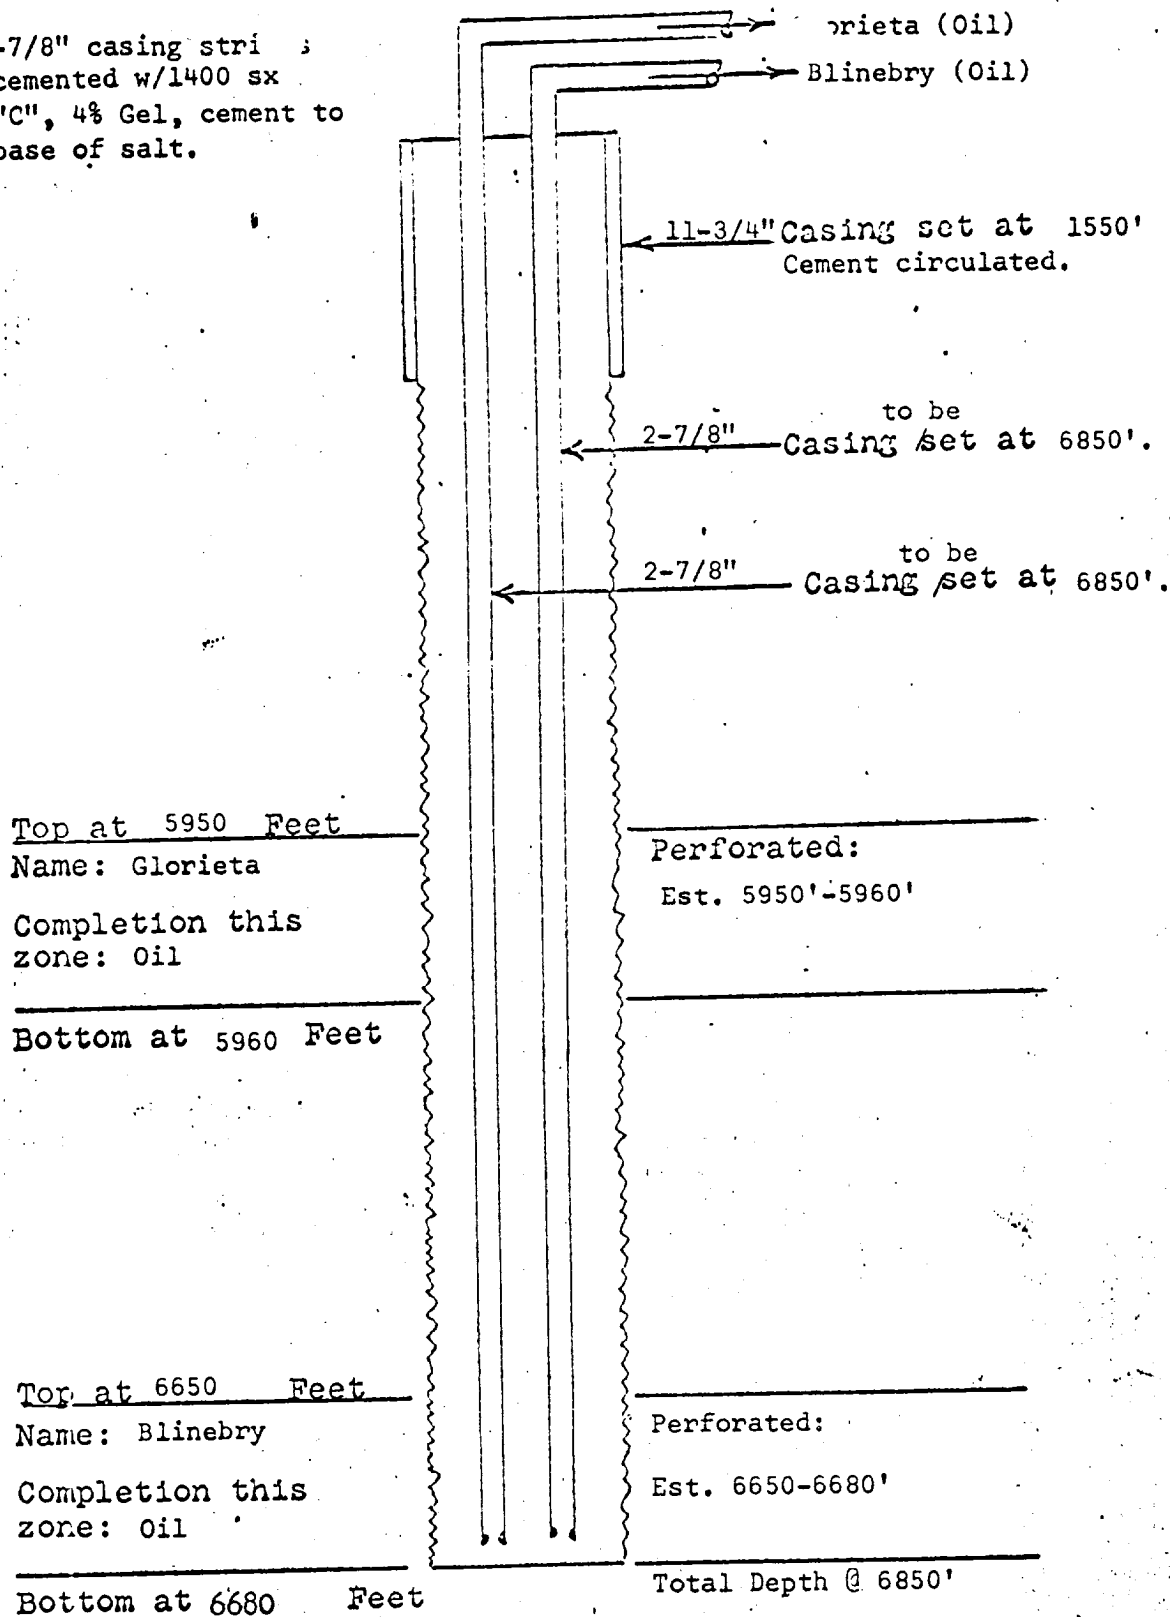 -7/8" casing stri s
cemented w/1400 sx
"C", 4% Gel, cement to
base of salt.
orieta (Oil)
Blinebry (Oil)
11-3/4" Casing set at 1550'
Cement circulated.
to be
2-7/8" Casing /set at 6850'.
to be
2-7/8" Casing /set at 6850'.
Top at 5950 Feet
Name: Glorieta
Completion this
zone: Oil
Bottom at 5960 Feet
Perforated:
Est. 5950'-5960'
Top at 6650 Feet
Name: Blinebry
Completion this
zone: Oil
Bottom at 6680 Feet
Perforated:
Est. 6650-6680'
Total Depth @ 6850'